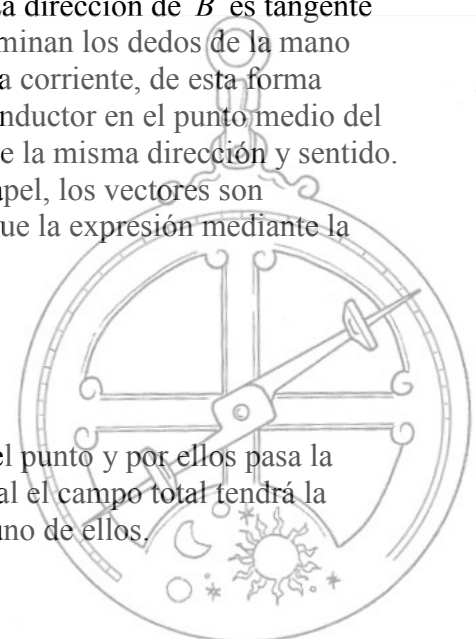 La dirección de B es tangente
minan los dedos de la mano
a corriente, de esta forma
nductor en el punto medio del
e la misma dirección y sentido.
apel, los vectores son
ue la expresión mediante la
el punto y por ellos pasa la
al el campo total tendrá la
uno de ellos.